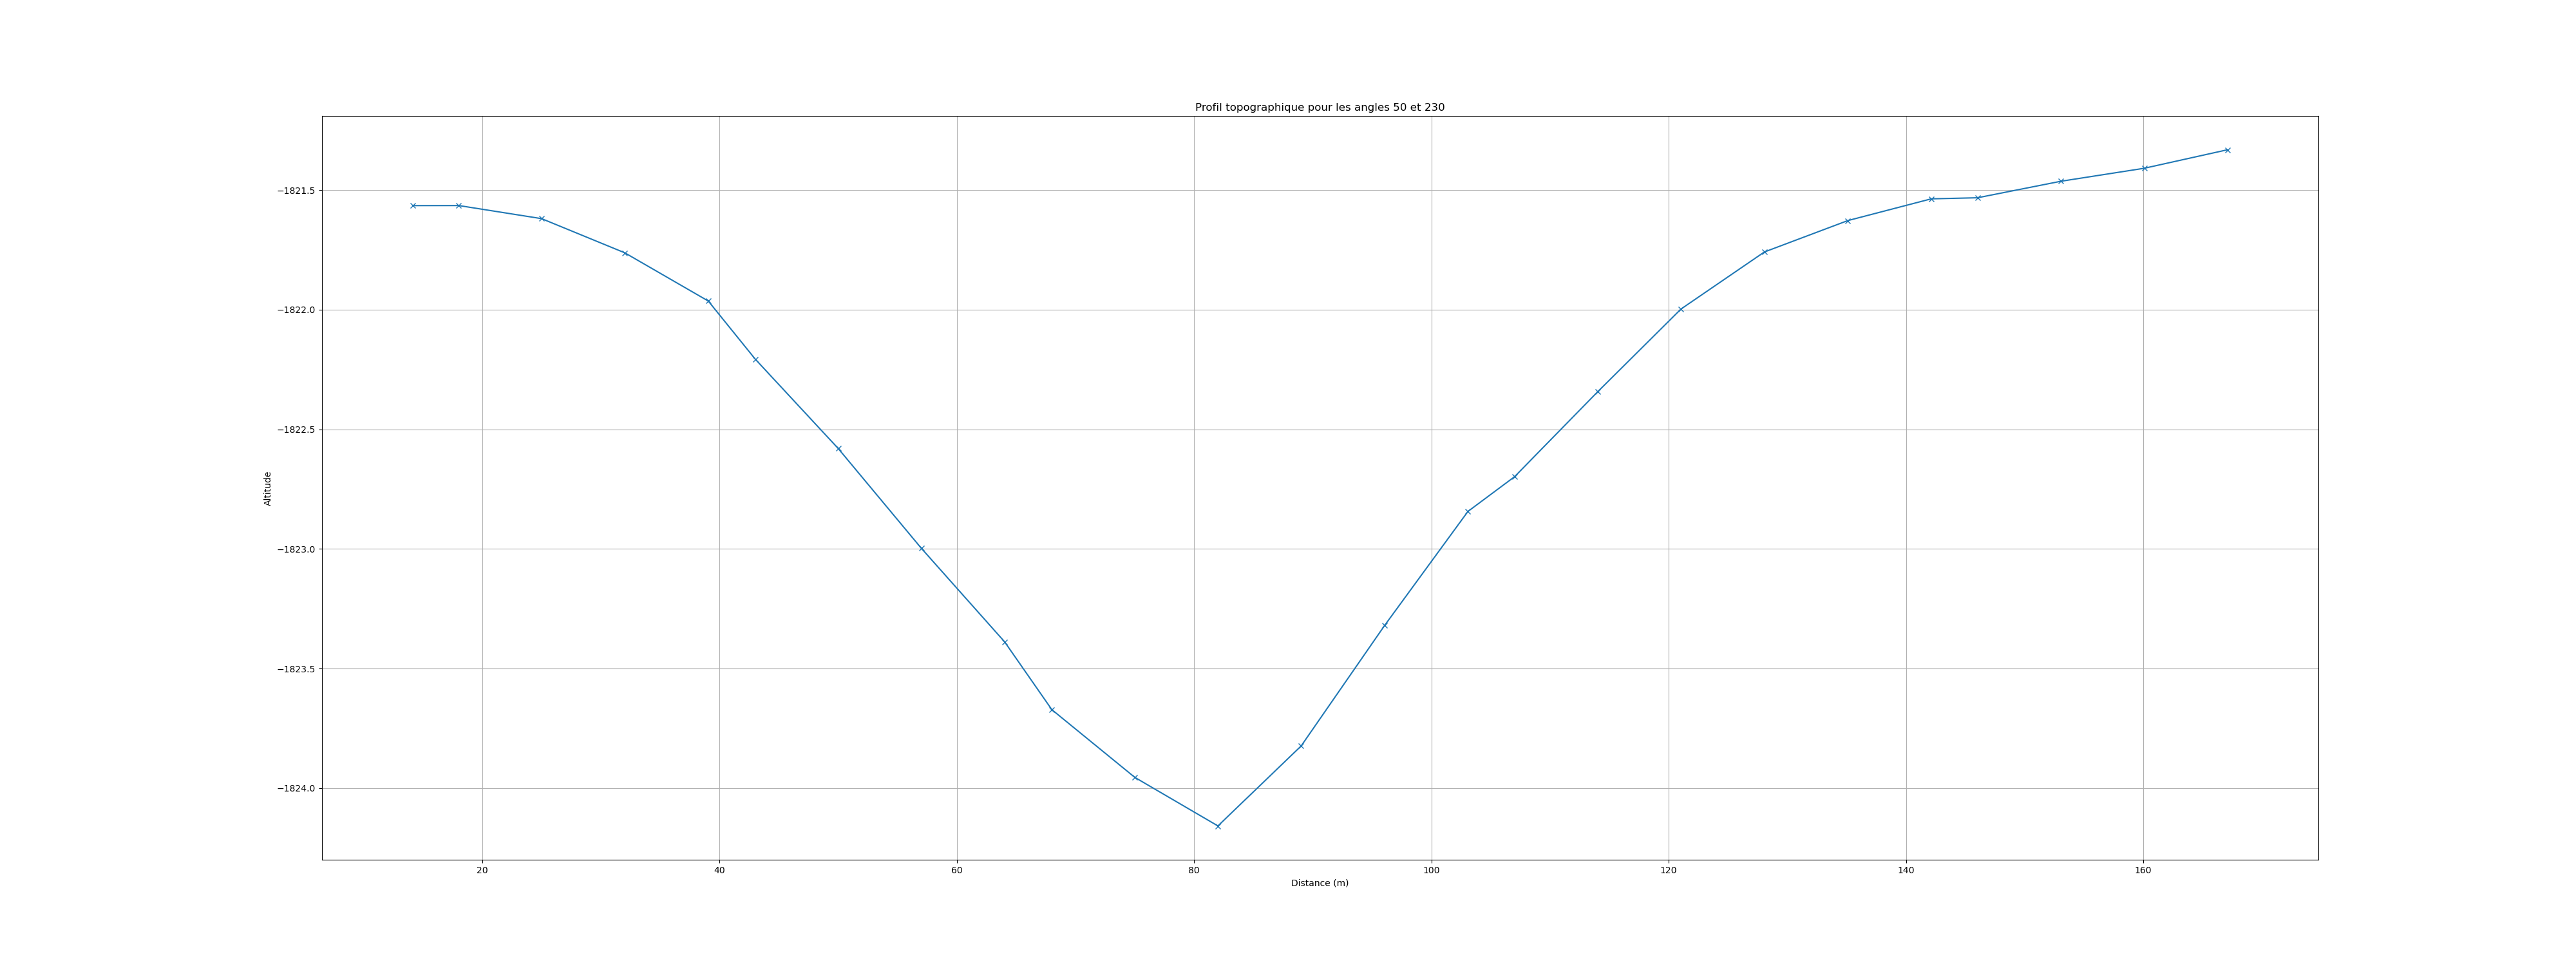 Profil topographique pour les angles 50 et 230
−1821.5
−1822.0
−1822.5
−1823.0
−1823.5
−1824.0
Altitude
20 40 60 80 100 120 140 160
Distance (m)